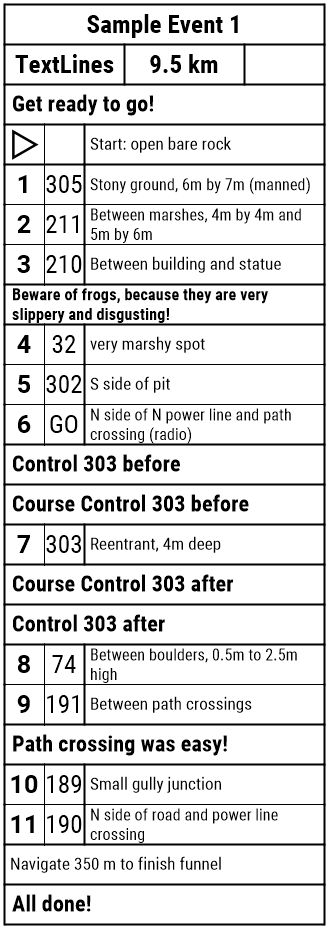 Sample Event 1
TextLines 9.5 km
Get ready to go!
Start: open bare rock
1 305 Stony ground, 6m by 7m (manned)
2 211 Between marshes, 4m by 4m and
5m by 6m
3 210 Between building and statue
Beware of frogs, because they are very
slippery and disgusting!
4 32 very marshy spot
5 302 S side of pit
6 GO N side of N power line and path
crossing (radio)
Control 303 before
Course Control 303 before
7 303 Reentrant, 4m deep
Course Control 303 after
Control 303 after
8 74 Between boulders, 0.5m to 2.5m
high
9 191 Between path crossings
Path crossing was easy!
10 189 Small gully junction
11 190 N side of road and power line
crossing
Navigate 350 m to finish funnel
All done!